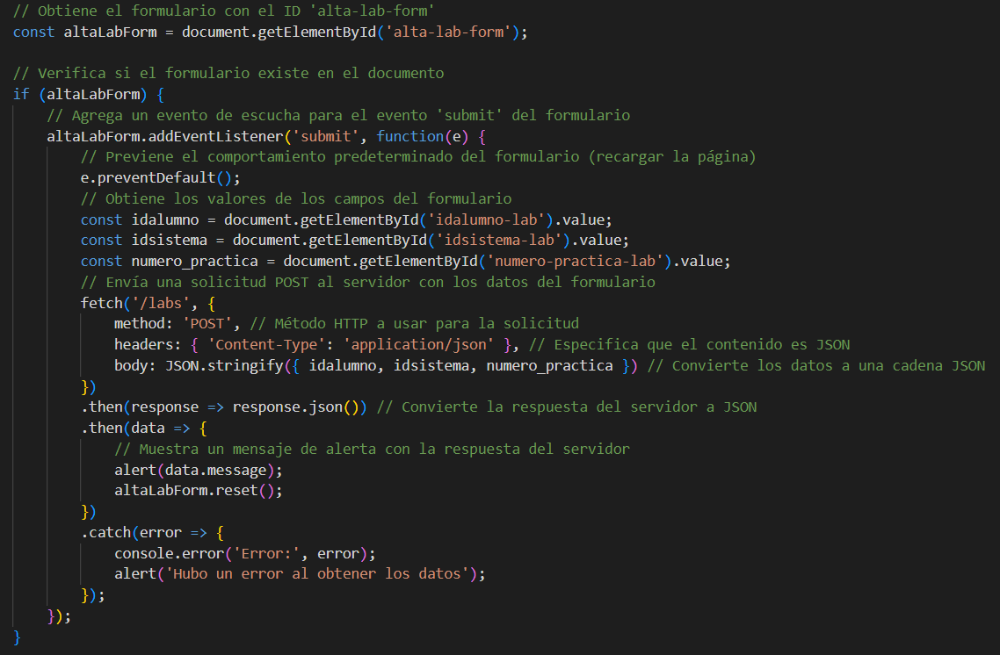 // Obtiene el formulario con el ID 'alta-lab-form'
const altaLabForm = document.getElementById('alta-lab-form');
// Verifica si el formulario existe en el documento
if (altaLabForm) {
// Agrega un evento de escucha para el evento 'submit' del formulario
altaLabForm.addEventListener('submit', function(e) {
// Previene el comportamiento predeterminado del formulario (recargar la página)
e.preventDefault();
// Obtiene los valores de los campos del formulario
const idalumno = document.getElementById('idalumno-lab').value;
const idsistema = document.getElementById('idsistema-lab').value;
const numero_practica = document.getElementById('numero-practica-lab').value;
// Envía una solicitud POST al servidor con los datos del formulario
fetch('/labs', {
method: 'POST', // Método HTTP a usar para la solicitud
headers: { 'Content-Type': 'application/json' }, // Especifica que el contenido es JSON
body: JSON.stringify({ idalumno, idsistema, numero_practica }) // Convierte los datos a una cadena JSON
})
.then(response => response.json()) // Convierte la respuesta del servidor a JSON
.then(data => {
// Muestra un mensaje de alerta con la respuesta del servidor
alert(data.message);
altaLabForm.reset();
})
.catch(error => {
console.error('Error:', error);
alert('Hubo un error al obtener los datos');
});
});
}